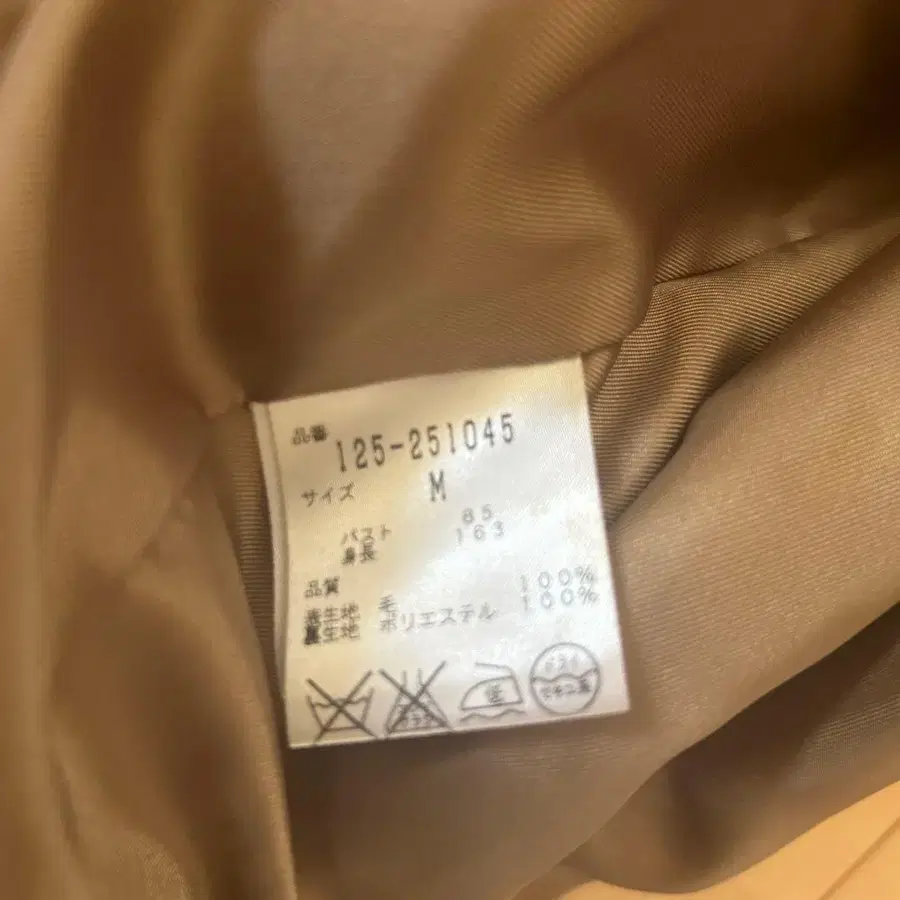 品番
125-251045
サイズ M
バスト 85
身長 163
品質
表生地 毛 100%
裏生地 ポリエステル 100%
低